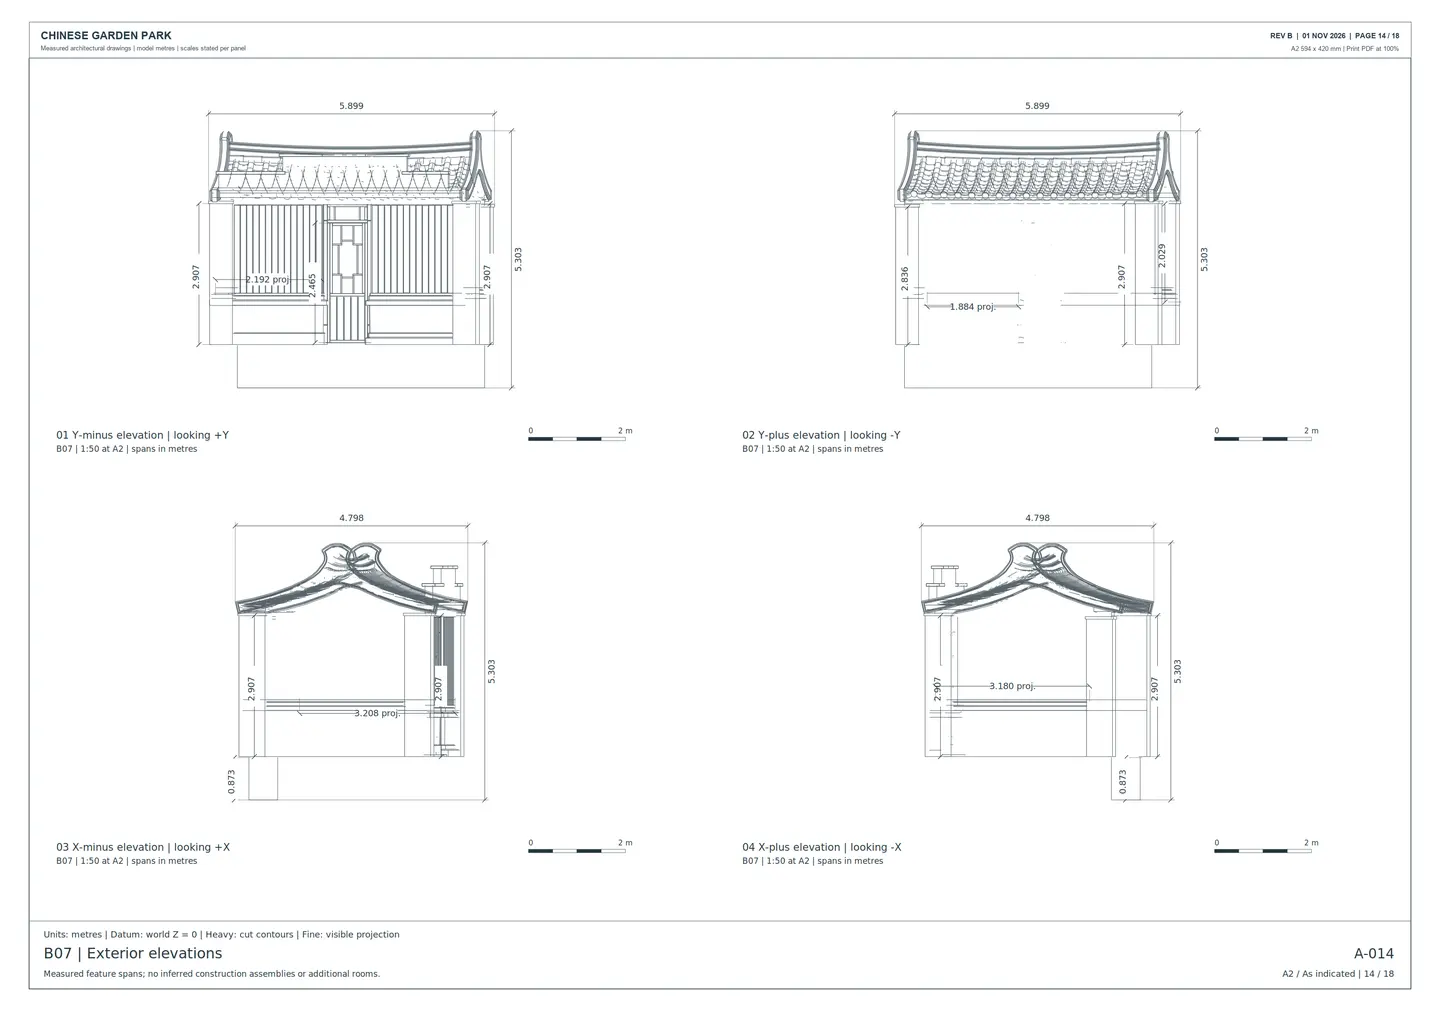 CHINESE GARDEN PARK
Measured architectural drawings | model metres | scales stated per panel
REV B | 01 NOV 2026 | PAGE 14 / 18
A2 594 x 420 mm | Print PDF at 100%
5.899
2.907
2.192 proj.
2.465
2.907
5.303
01 Y-minus elevation | looking +Y
B07 | 1:50 at A2 | spans in metres
0 2 m
5.899
2.836
1.884 proj.
2.907
2.029
5.303
02 Y-plus elevation | looking -Y
B07 | 1:50 at A2 | spans in metres
0 2 m
4.798
2.907
3.208 proj.
2.907
5.303
0.873
03 X-minus elevation | looking +X
B07 | 1:50 at A2 | spans in metres
0 2 m
4.798
2.907
3.180 proj.
2.907
5.303
0.873
04 X-plus elevation | looking -X
B07 | 1:50 at A2 | spans in metres
0 2 m
Units: metres | Datum: world Z = 0 | Heavy: cut contours | Fine: visible projection
B07 | Exterior elevations
Measured feature spans; no inferred construction assemblies or additional rooms.
A-014
A2 / As indicated | 14 / 18